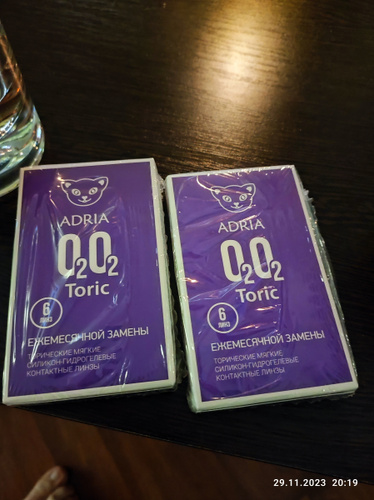 ADRIA
O2O2
Toric
6
ЛИНЗ
ЕЖЕМЕСЯЧНОЙ ЗАМЕНЫ
ТОРИЧЕСКИЕ МЯГКИЕ
СИЛИКОН-ГИДРОГЕЛЕВЫЕ
КОНТАКТНЫЕ ЛИНЗЫ
ADRIA
O2O2
Toric
6
ЛИНЗ
ЕЖЕМЕСЯЧНОЙ ЗАМЕНЫ
ТОРИЧЕСКИЕ МЯГКИЕ
СИЛИКОН-ГИДРОГЕЛЕВЫЕ
КОНТАКТНЫЕ ЛИНЗЫ
29.11.2023 20:19